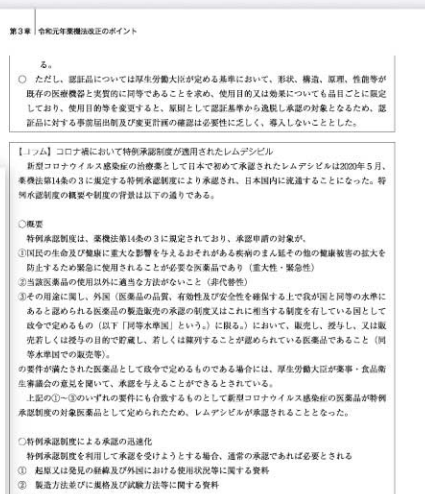 第3章 令和元年薬機法改正のポイント
る。
○ ただし、認証品については厚生労働大臣が定める基準において、形状、構造、原理、性能等が
既存の医療機器と実質的に同等であることを求め、使用目的又は効果についても品目ごとに限定
しており、使用目的等を変更すると、原則として認証基準から逸脱し承認の対象となるため、認
証品に対する事前届出制及び変更計画の確認は必要性に乏しく、導入しないこととした。
【コラム】コロナ禍において特例承認制度が適用されたレムデシビル
新型コロナウイルス感染症の治療薬として日本で初めて承認されたレムデシビルは2020年5月、
薬機法第14条の3に規定する特例承認制度により承認され、日本国内に流通することになった。特
例承認制度の概要や制度の背景は以下の通りである。
○概要
特例承認制度は、薬機法第14条の3に規定されており、承認申請の対象が、
①国民の生命及び健康に重大な影響を与えるおそれがある疾病のまん延その他の健康被害の拡大を
防止するため緊急に使用されることが必要な医薬品であり(重大性・緊急性)
②当該医薬品の使用以外に適当な方法がないこと(非代替性)
③その用途に関し、外国(医薬品の品質、有効性及び安全性を確保する上で我が国と同等の水準に
あると認められる医薬品の製造販売の承認の制度又はこれに相当する制度を有している国として
政令で定めるもの(以下「同等水準国」という。)に限る。)において、販売し、授与し、又は販
売若しくは授与の目的で貯蔵し、若しくは陳列することが認められている医薬品であること(同
等水準国での販売等)。
の要件が満たされた医薬品として政令で定めるものである場合には、厚生労働大臣が薬事・食品衛
生審議会の意見を聞いて、承認を与えることができるとされている。
上記の①~③のいずれの要件にも合致するものとして新型コロナウイルス感染症の医薬品が特例
承認制度の対象医薬品として定められたため、レムデシビルが承認されることとなった。
○特例承認制度による承認の迅速化
特例承認制度を利用して承認を受けようとする場合、通常の承認であれば必要とされる
① 起原又は発見の経緯及び外国における使用状況等に関する資料
② 製造方法並びに規格及び試験方法等に関する資料